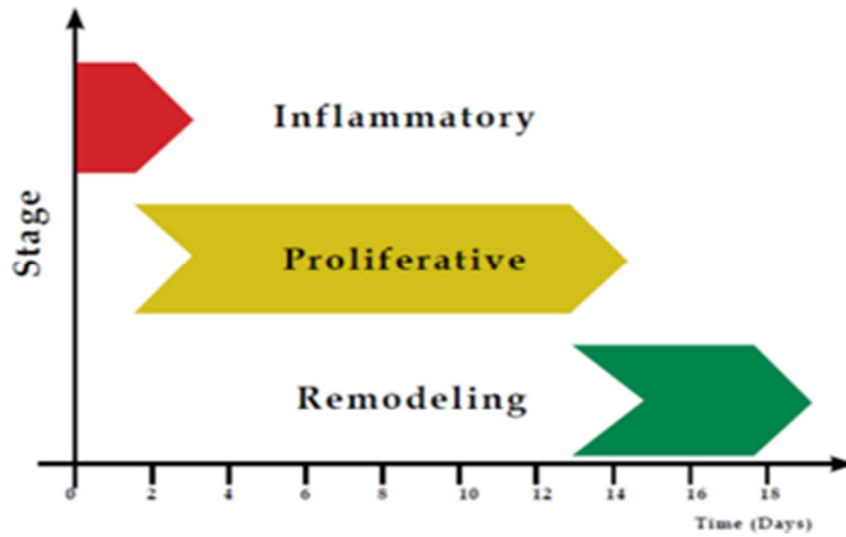 Inflammatory
Stage
Proliferative
Remodeling
0 2 4 6 8 10 12 14 16 18
Time (Days)